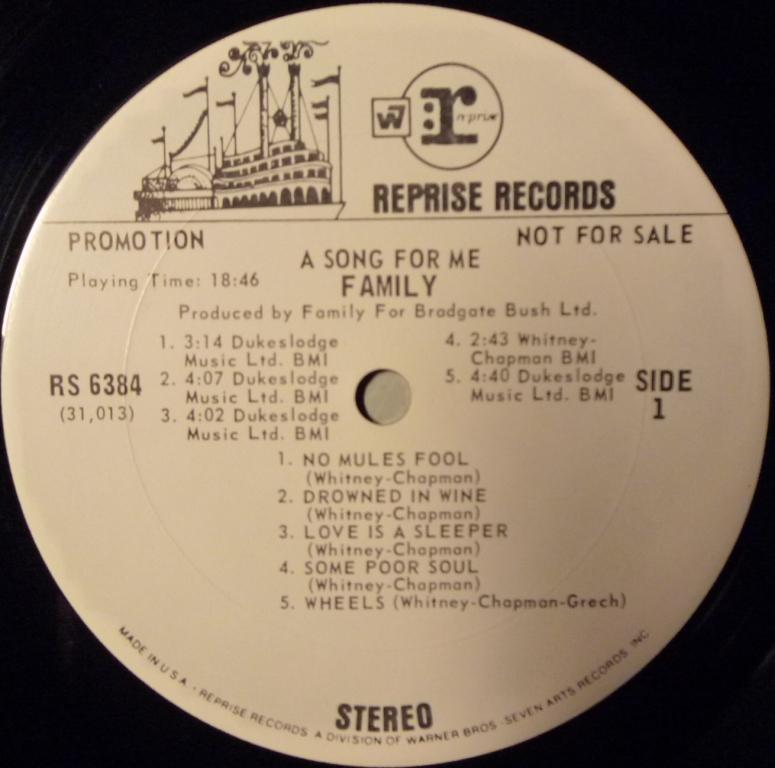 W7 r reprise
REPRISE RECORDS
PROMOTION
NOT FOR SALE
A SONG FOR ME
Playing Time: 18:46
FAMILY
Produced by Family For Bradgate Bush Ltd.
1. 3:14 Dukeslodge
Music Ltd. BMI
2. 4:07 Dukeslodge
Music Ltd. BMI
3. 4:02 Dukeslodge
Music Ltd. BMI
4. 2:43 Whitney-
Chapman BMI
5. 4:40 Dukeslodge
Music Ltd. BMI
RS 6384
(31,013)
SIDE
1
1. NO MULES FOOL
(Whitney-Chapman)
2. DROWNED IN WINE
(Whitney-Chapman)
3. LOVE IS A SLEEPER
(Whitney-Chapman)
4. SOME POOR SOUL
(Whitney-Chapman)
5. WHEELS (Whitney-Chapman-Grech)
STEREO
MADE IN U.S.A. · REPRISE RECORDS A DIVISION OF WARNER BROS.-SEVEN ARTS RECORDS, INC.